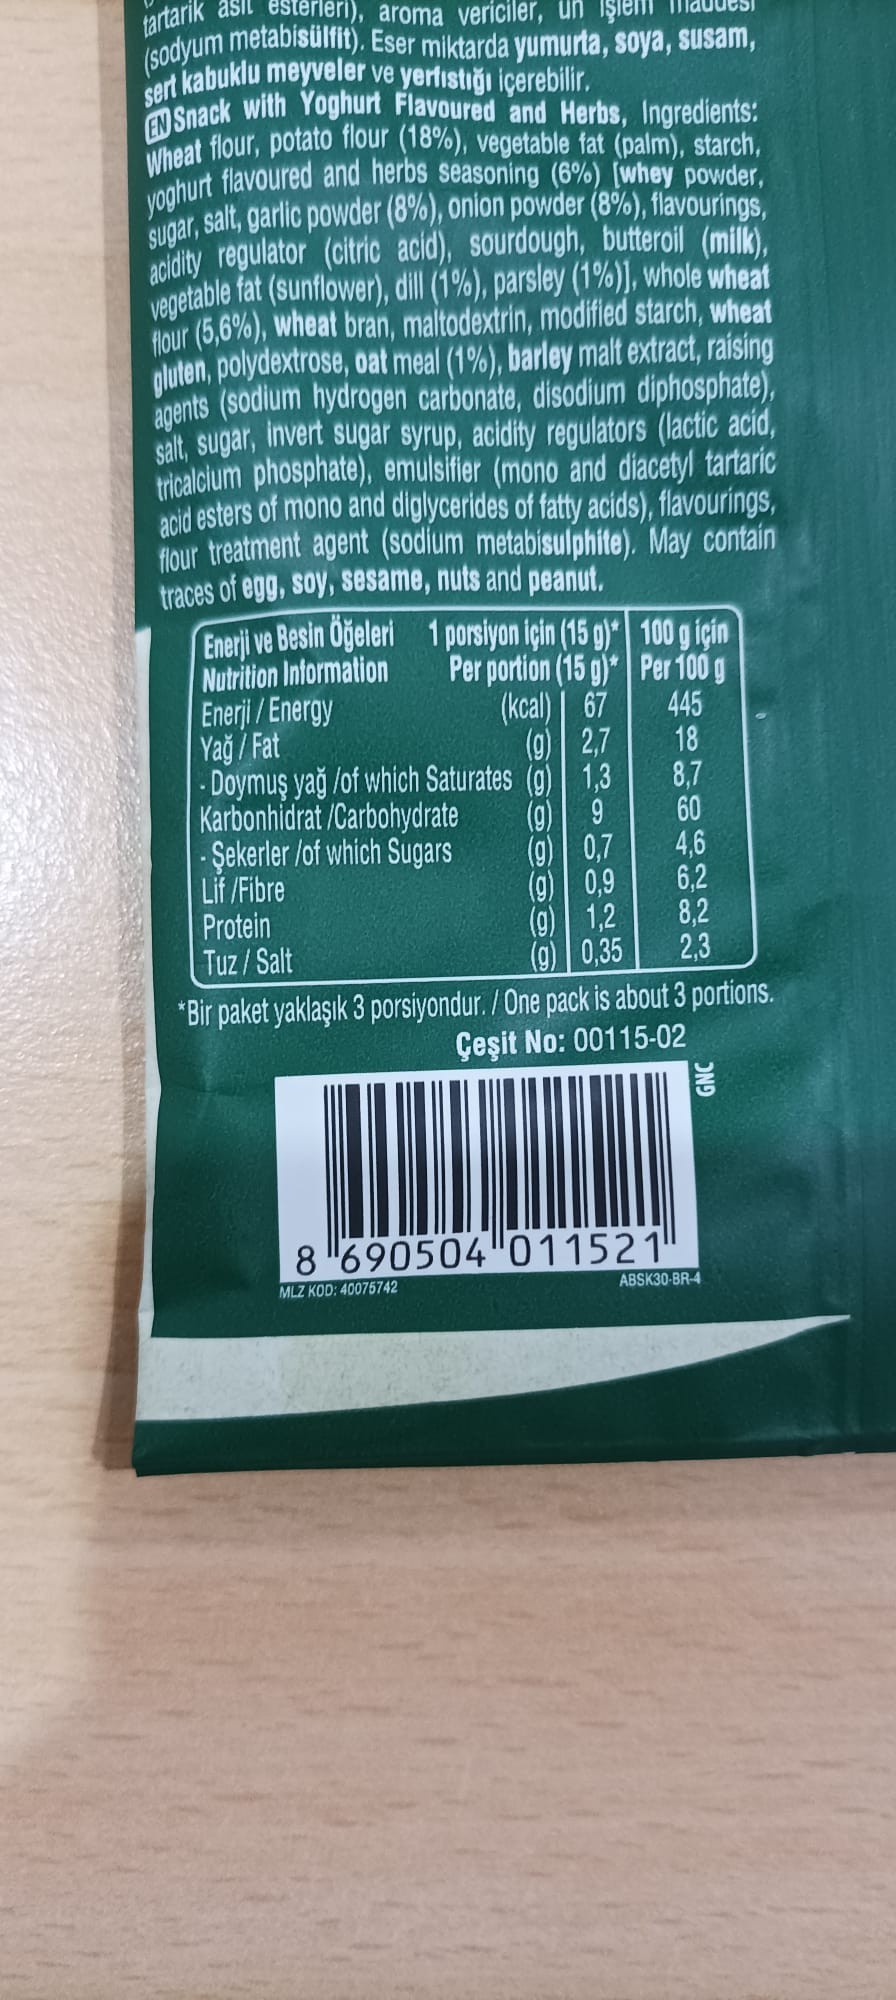 tartarik asit esterleri), aroma vericiler, un işlem maddesi
(sodyum metabisülfit). Eser miktarda yumurta, soya, susam,
sert kabuklu meyveler ve yerfıstığı içerebilir.
EN Snack with Yoghurt Flavoured and Herbs, Ingredients:
Wheat flour, potato flour (18%), vegetable fat (palm), starch,
yoghurt flavoured and herbs seasoning (6%) [whey powder,
sugar, salt, garlic powder (8%), onion powder (8%), flavourings,
acidity regulator (citric acid), sourdough, butteroil (milk),
vegetable fat (sunflower), dill (1%), parsley (1%)], whole wheat
flour (5,6%), wheat bran, maltodextrin, modified starch, wheat
gluten, polydextrose, oat meal (1%), barley malt extract, raising
agents (sodium hydrogen carbonate, disodium diphosphate),
salt, sugar, invert sugar syrup, acidity regulators (lactic acid,
tricalcium phosphate), emulsifier (mono and diacetyl tartaric
acid esters of mono and diglycerides of fatty acids), flavourings,
flour treatment agent (sodium metabisulphite). May contain
traces of egg, soy, sesame, nuts and peanut.
Enerji ve Besin Öğeleri 1 porsiyon için (15 g)* 100 g için
Nutrition Information Per portion (15 g)* Per 100 g
Enerji / Energy (kcal) 67 445
Yağ / Fat (g) 2,7 18
- Doymuş yağ /of which Saturates (g) 1,3 8,7
Karbonhidrat /Carbohydrate (g) 9 60
- Şekerler /of which Sugars (g) 0,7 4,6
Lif /Fibre (g) 0,9 6,2
Protein (g) 1,2 8,2
Tuz / Salt (g) 0,35 2,3
*Bir paket yaklaşık 3 porsiyondur. / One pack is about 3 portions.
Çeşit No: 00115-02
GNC
8 690504 011521
MLZ KOD: 40075742 ABSK30-BR-4